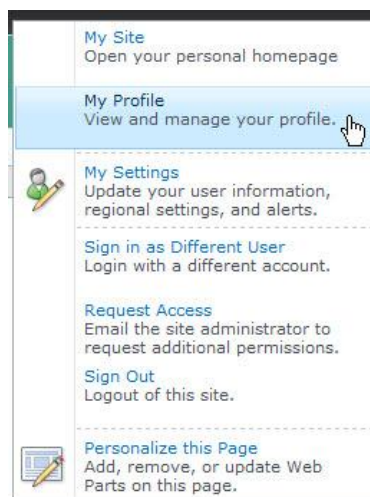 My Site
Open your personal homepage
My Profile
View and manage your profile.
My Settings
Update your user information,
regional settings, and alerts.
Sign in as Different User
Login with a different account.
Request Access
Email the site administrator to
request additional permissions.
Sign Out
Logout of this site.
Personalize this Page
Add, remove, or update Web
Parts on this page.